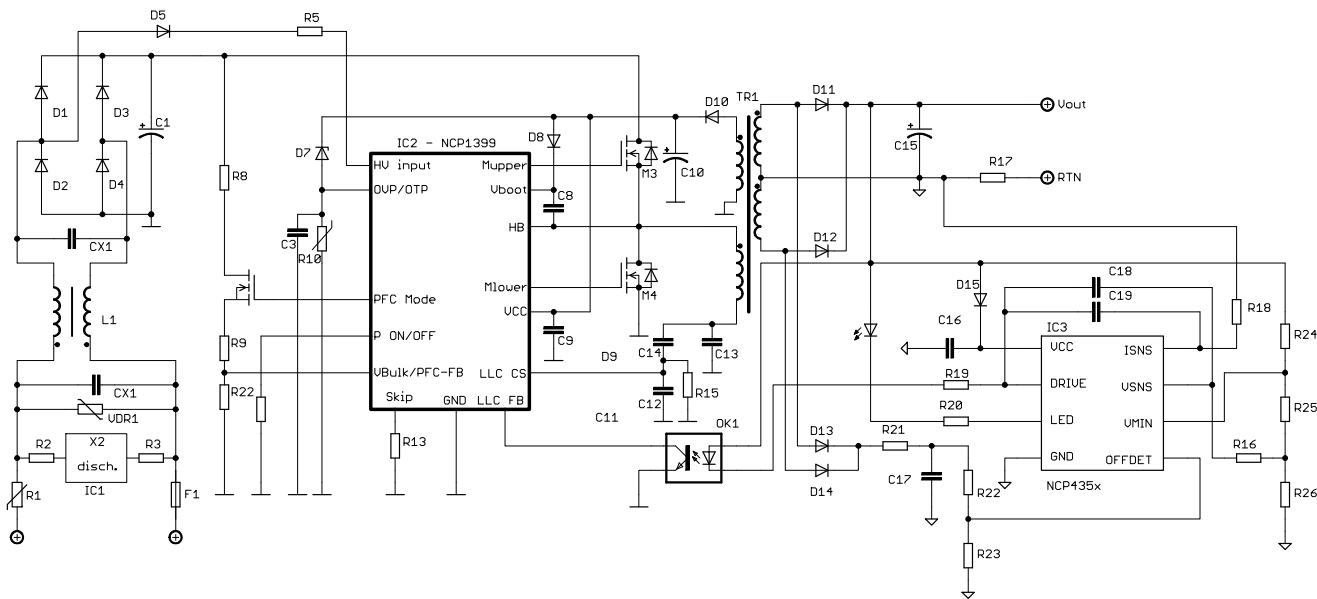 D5
R5
D1
D3
C1
D2
D4
CX1
L1
CX1
VDR1
R2
X2
disch.
R3
IC1
R1
F1
R8
R9
R22
D7
C3
R10
IC2 - NCP1399
HV input
OVP/OTP
PFC Mode
P ON/OFF
VBulk/PFC-FB
Skip
GND
LLC FB
Mupper
Vboot
HB
Mlower
VCC
LLC CS
R13
D8
C8
C9
D9
C11
M3
M4
C10
D10
TR1
C14
C13
C12
R15
OK1
D11
D12
C15
Vout
R17
RTN
D13
D14
R21
C17
R22
R23
D15
C16
C18
C19
R18
IC3
VCC
DRIVE
LED
GND
ISNS
VSNS
VMIN
OFFDET
NCP435x
R19
R20
R16
R24
R25
R26